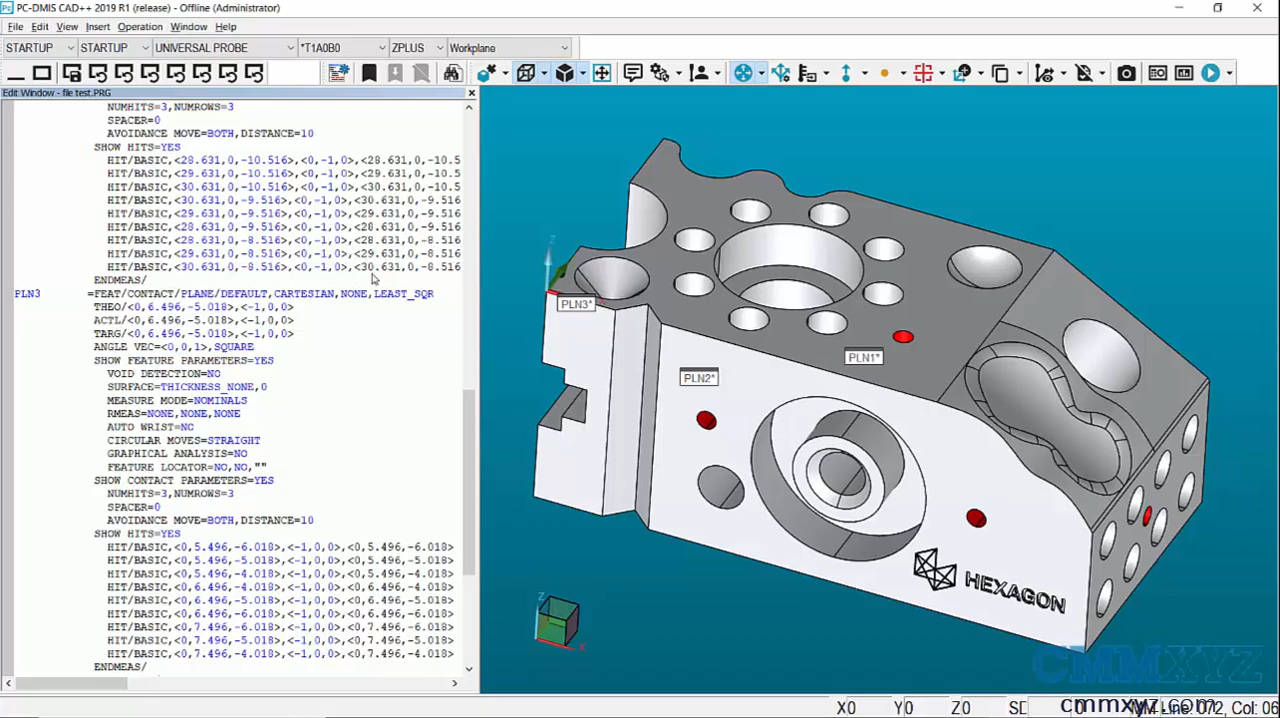 PC-DMIS CAD++ 2019 R1 (release) - Offline (Administrator)
File Edit View Insert Operation Window Help
STARTUP STARTUP UNIVERSAL PROBE *T1A0B0 ZPLUS Workplane
Edit Window - file test.PRG
NUMHITS=3,NUMROWS=3
SPACER=0
AVOIDANCE MOVE=BOTH,DISTANCE=10
SHOW HITS=YES
HIT/BASIC,<28.631,0,-10.516>,<0,-1,0>,<28.631,0,-10.5
HIT/BASIC,<29.631,0,-10.516>,<0,-1,0>,<29.631,0,-10.5
HIT/BASIC,<30.631,0,-10.516>,<0,-1,0>,<30.631,0,-10.5
HIT/BASIC,<30.631,0,-9.516>,<0,-1,0>,<30.631,0,-9.516
HIT/BASIC,<29.631,0,-9.516>,<0,-1,0>,<29.631,0,-9.516
HIT/BASIC,<28.631,0,-9.516>,<0,-1,0>,<28.631,0,-9.516
HIT/BASIC,<28.631,0,-8.516>,<0,-1,0>,<28.631,0,-8.516
HIT/BASIC,<29.631,0,-8.516>,<0,-1,0>,<29.631,0,-8.516
HIT/BASIC,<30.631,0,-8.516>,<0,-1,0>,<30.631,0,-8.516
ENDMEAS/
PLN3 =FEAT/CONTACT/PLANE/DEFAULT,CARTESIAN,NONE,LEAST_SQR
THEO/<0,6.496,-5.018>,<-1,0,0>
ACTL/<0,6.496,-5.018>,<-1,0,0>
TARG/<0,6.496,-5.018>,<-1,0,0>
ANGLE VEC=<0,0,1>,SQUARE
SHOW FEATURE PARAMETERS=YES
VOID DETECTION=NO
SURFACE=THICKNESS_NONE,0
MEASURE MODE=NOMINALS
RMEAS=NONE,NONE,NONE
AUTO WRIST=NO
CIRCULAR MOVES=STRAIGHT
GRAPHICAL ANALYSIS=NO
FEATURE LOCATOR=NO,NO,""
SHOW CONTACT PARAMETERS=YES
NUMHITS=3,NUMROWS=3
SPACER=0
AVOIDANCE MOVE=BOTH,DISTANCE=10
SHOW HITS=YES
HIT/BASIC,<0,5.496,-6.018>,<-1,0,0>,<0,5.496,-6.018>
HIT/BASIC,<0,5.496,-5.018>,<-1,0,0>,<0,5.496,-5.018>
HIT/BASIC,<0,5.496,-4.018>,<-1,0,0>,<0,5.496,-4.018>
HIT/BASIC,<0,6.496,-4.018>,<-1,0,0>,<0,6.496,-4.018>
HIT/BASIC,<0,6.496,-5.018>,<-1,0,0>,<0,6.496,-5.018>
HIT/BASIC,<0,6.496,-6.018>,<-1,0,0>,<0,6.496,-6.018>
HIT/BASIC,<0,7.496,-6.018>,<-1,0,0>,<0,7.496,-6.018>
HIT/BASIC,<0,7.496,-5.018>,<-1,0,0>,<0,7.496,-5.018>
HIT/BASIC,<0,7.496,-4.018>,<-1,0,0>,<0,7.496,-4.018>
ENDMEAS/
Z
PLN3*
PLN1*
PLN2*
HEXAGON
Z
X
CMMXYZ
cmmxyz.com
X0 Y0 Z0 SD Line: 072, Col: 06